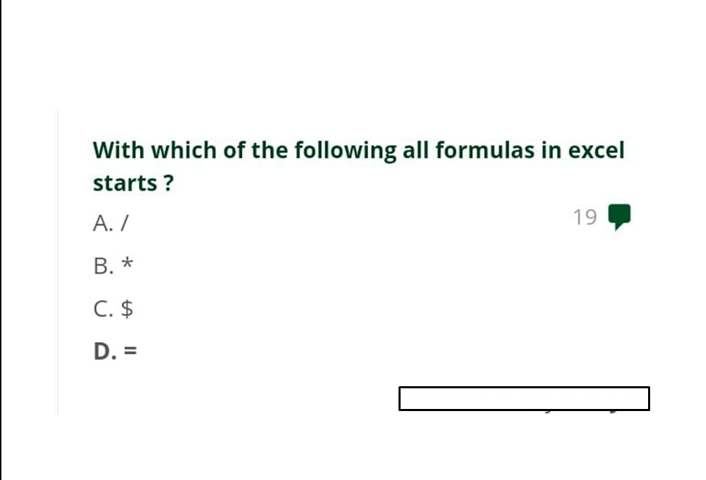 With which of the following all formulas in excel
starts ?
A. /
19
B. *
C. $
D. =